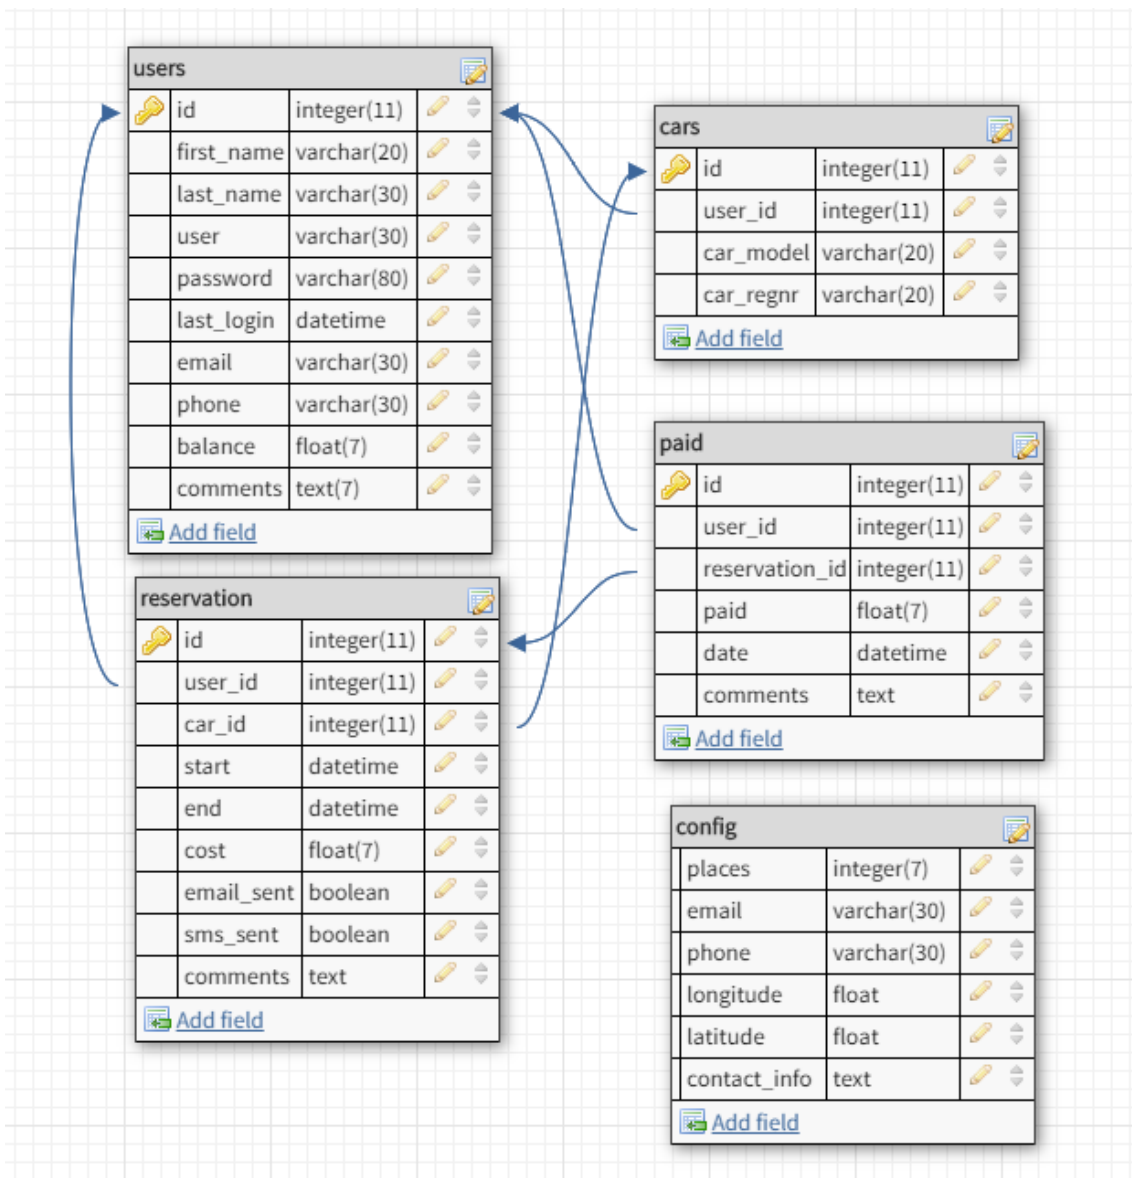 users
id integer(11)
first_name varchar(20)
last_name varchar(30)
user varchar(30)
password varchar(80)
last_login datetime
email varchar(30)
phone varchar(30)
balance float(7)
comments text(7)
Add field
reservation
id integer(11)
user_id integer(11)
car_id integer(11)
start datetime
end datetime
cost float(7)
email_sent boolean
sms_sent boolean
comments text
Add field
cars
id integer(11)
user_id integer(11)
car_model varchar(20)
car_regnr varchar(20)
Add field
paid
id integer(11)
user_id integer(11)
reservation_id integer(11)
paid float(7)
date datetime
comments text
Add field
config
places integer(7)
email varchar(30)
phone varchar(30)
longitude float
latitude float
contact_info text
Add field